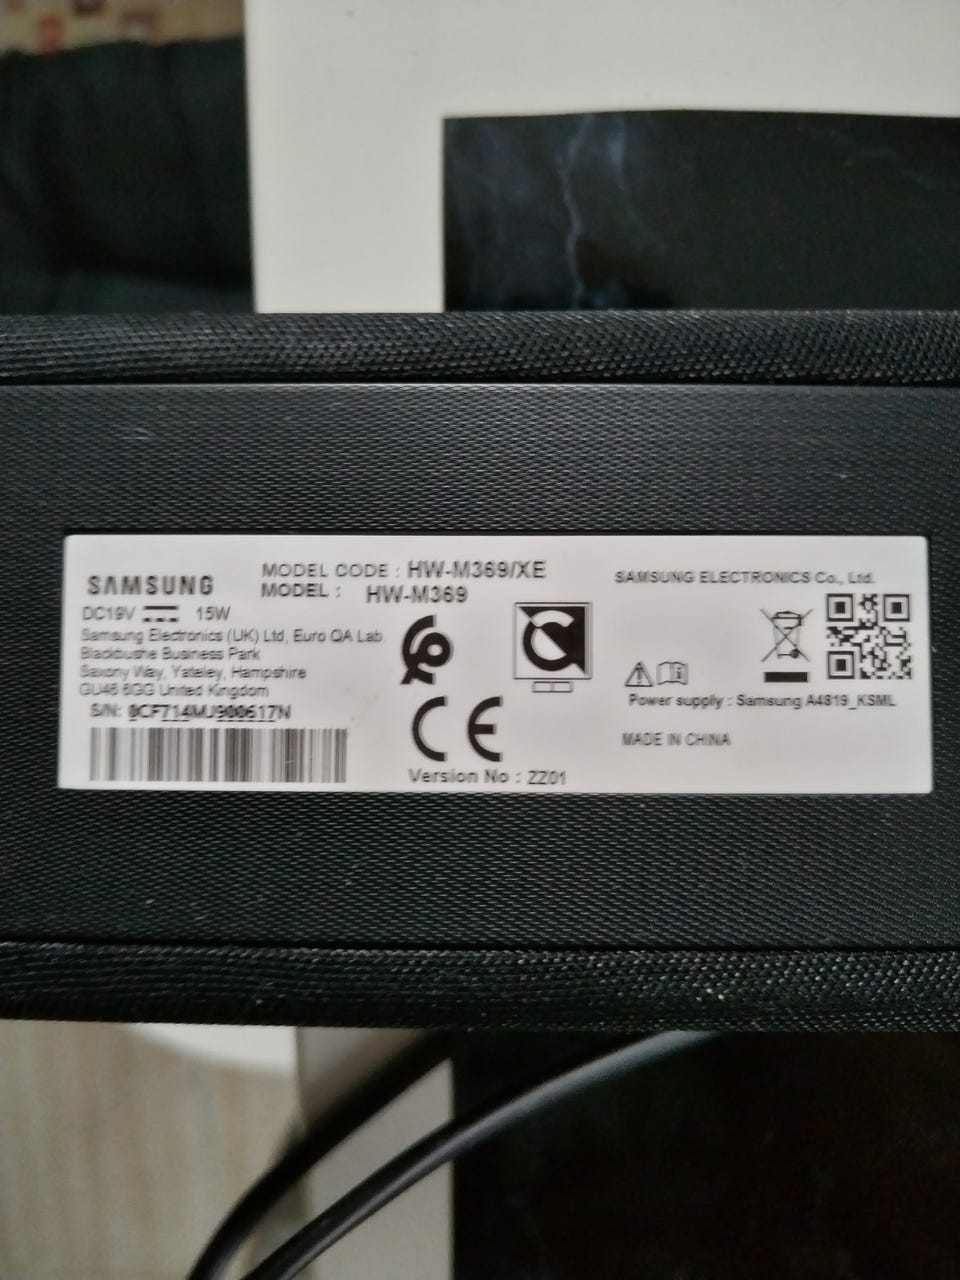 SAMSUNG
DC19V 15W
MODEL CODE : HW-M369/XE
MODEL : HW-M369
Samsung Electronics (UK) Ltd, Euro QA Lab
Blackbushe Business Park
Saxony Way, Yateley, Hampshire
GU46 6GG United Kingdom
S/N: 0CF714MJ900617N
Version No : ZZ01
SAMSUNG ELECTRONICS Co., Ltd.
Power supply : Samsung A4819_KSML
MADE IN CHINA